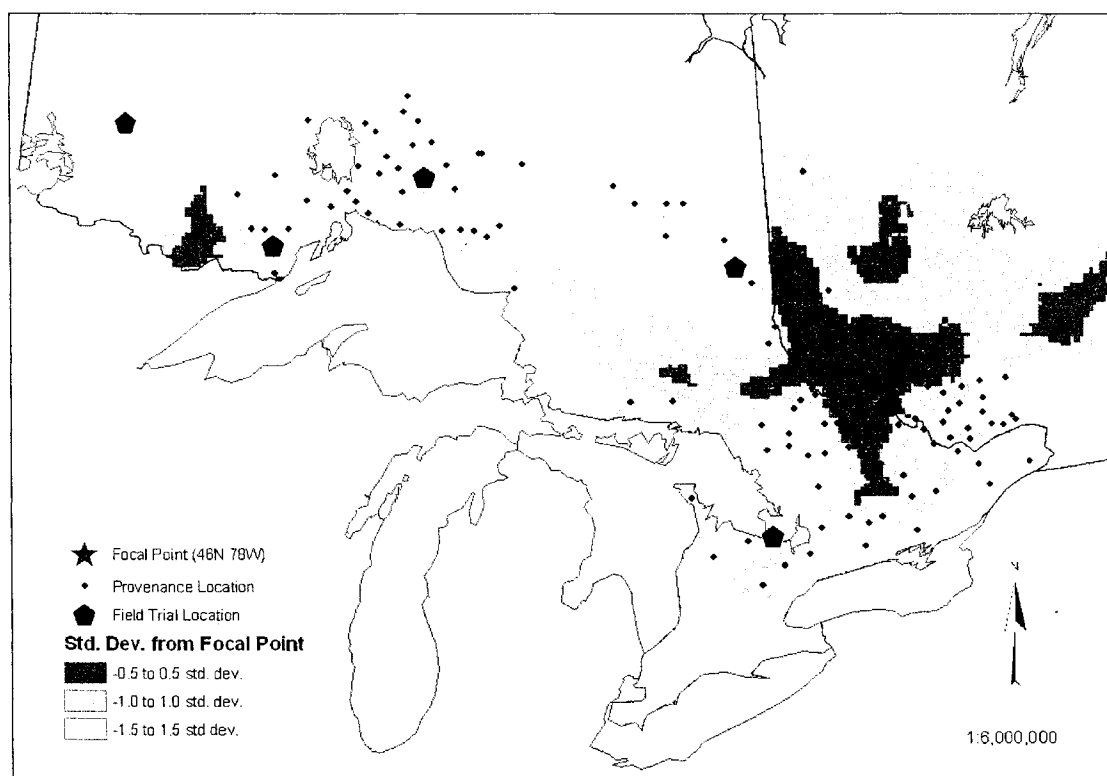 Focal Point (46N 78W)
Provenance Location
Field Trial Location
Std. Dev. from Focal Point
-0.5 to 0.5 std. dev.
-1.0 to 1.0 std. dev.
-1.5 to 1.5 std dev.
N
1:6,000,000